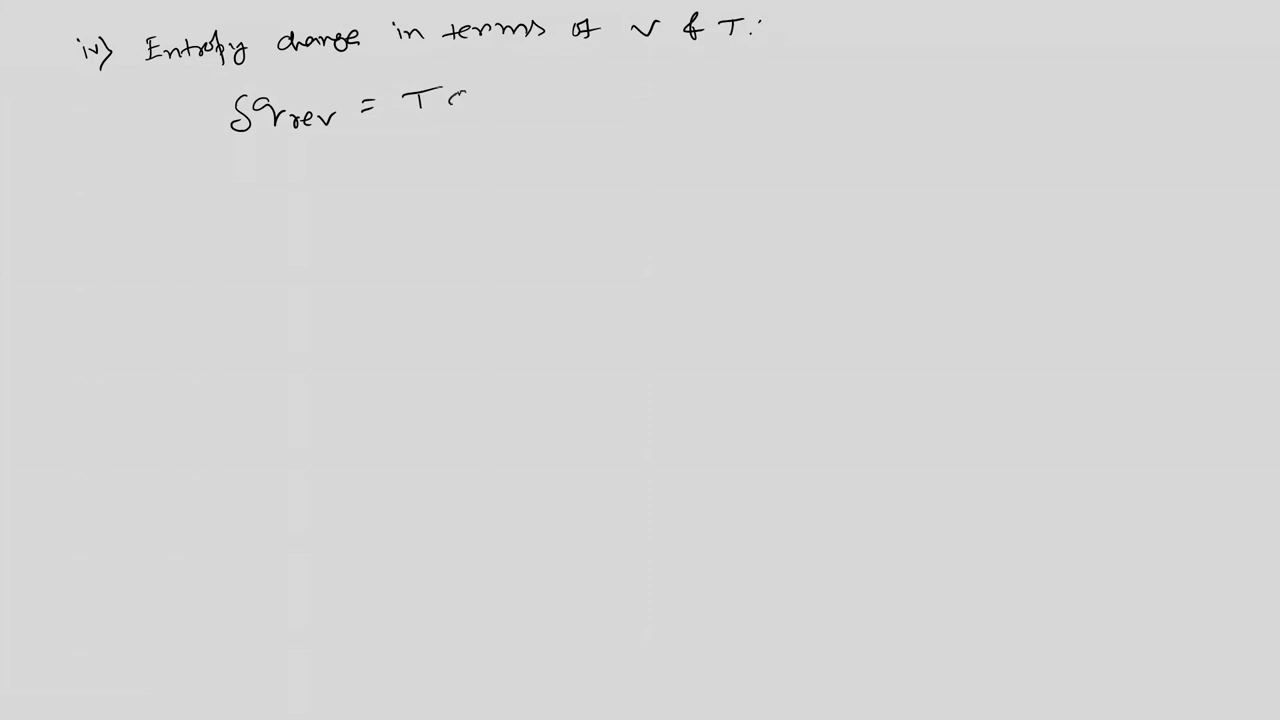 iv) Entropy change in terms of v & T:
δqrev = T